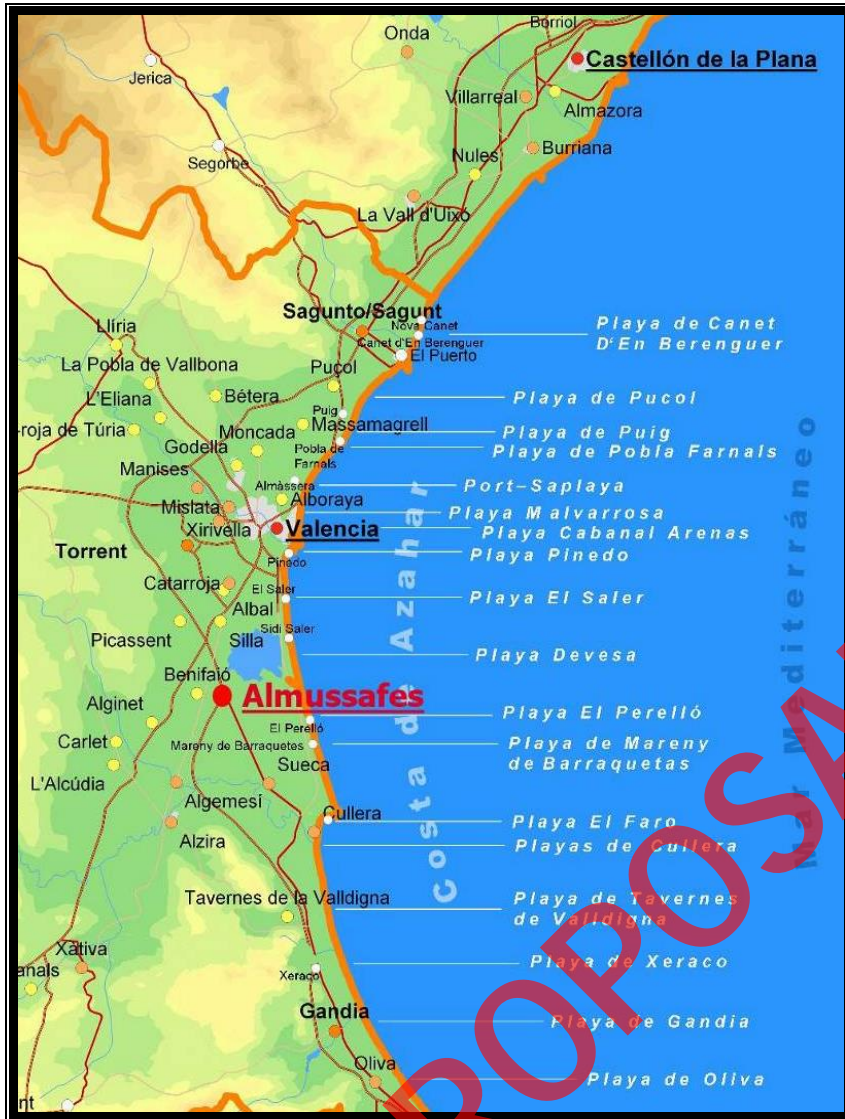 Borriol
Onda
Castellón de la Plana
Jerica
Villarreal
Almazora
Burriana
Segorbe
Nules
La Vall d'Uixó
Sagunto/Sagunt
Nova Canet
Canet d'En Berenguer
El Puerto
Playa de Canet
D'En Berenguer
Llíria
La Pobla de Vallbona
Puçol
L'Eliana
Bétera
Playa de Pucol
-roja de Túria
Puig
Massamagrell
Moncada
Playa de Puig
Godella
Pobla de
Farnals
Playa de Pobla Farnals
Manises
Almàssera
Port-Saplaya
Mislata
Alboraya
Playa Malvarrosa
Xirivella
Valencia
Playa Cabanal Arenas
Torrent
Pinedo
Playa Pinedo
Catarroja
El Saler
Playa El Saler
Albal
Picassent
Silla
Sidi Saler
Playa Devesa
Benifaió
Almussafes
Alginet
Playa El Perelló
El Perelló
Carlet
Mareny de Barraquetes
Playa de Mareny
de Barraquetas
L'Alcúdia
Sueca
Algemesí
Cullera
Playa El Faro
Alzira
Playas de Cullera
Tavernes de la Valldigna
Playa de Tavernes
de Valldigna
Xàtiva
anals
Xeraco
Playa de Xeraco
Gandia
Playa de Gandia
Oliva
Playa de Oliva
nt
Costa de Azahar
Mar Mediterráneo
ROPOSA